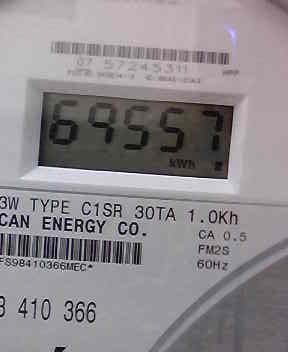 07 57245311
69557
kWh
3W TYPE C1SR 30TA 1.0Kh
CAN ENERGY CO.
CA 0.5
FM2S
FS98410366MEC*
60Hz
8 410 366